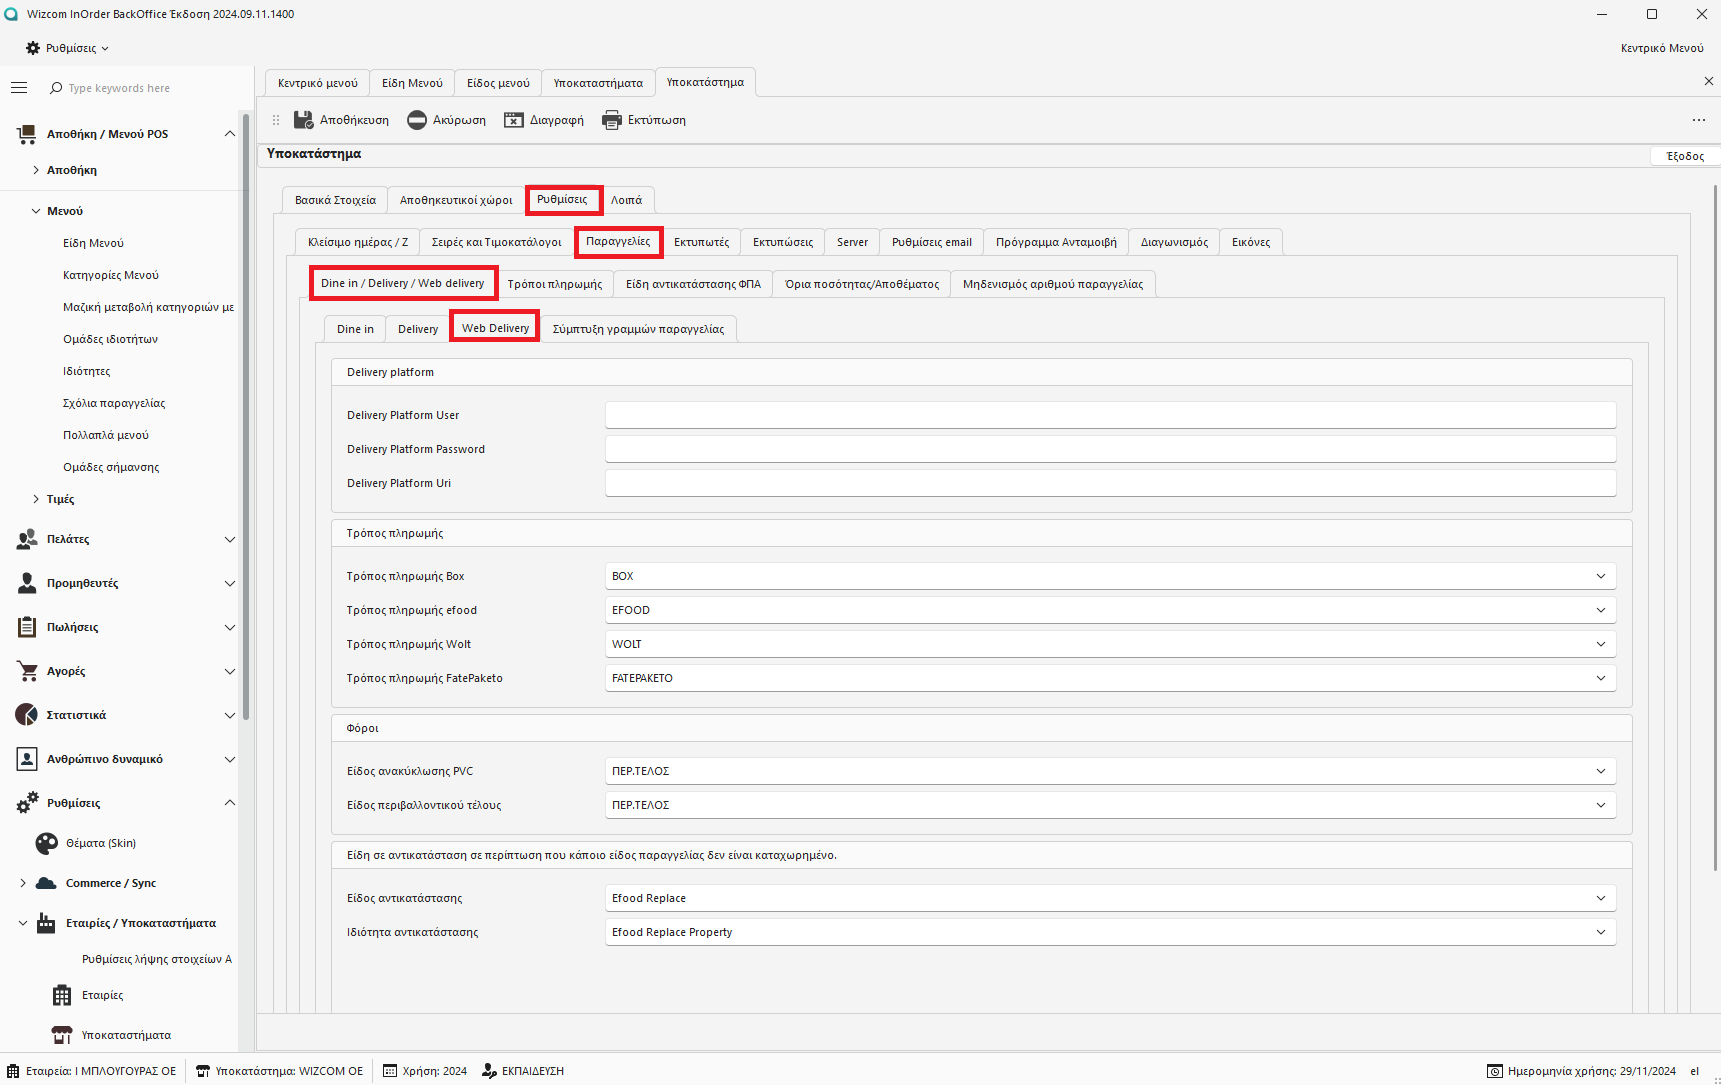 Wizcom InOrder BackOffice Έκδοση 2024.09.11.1400
Ρυθμίσεις
Κεντρικό Μενού
Type keywords here
Αποθήκη / Μενού POS
Αποθήκη
Μενού
Είδη Μενού
Κατηγορίες Μενού
Μαζική μεταβολή κατηγοριών με
Ομάδες ιδιοτήτων
Ιδιότητες
Σχόλια παραγγελίας
Πολλαπλά μενού
Ομάδες σήμανσης
Τιμές
Πελάτες
Προμηθευτές
Πωλήσεις
Αγορές
Στατιστικά
Ανθρώπινο δυναμικό
Ρυθμίσεις
Θέματα (Skin)
Commerce / Sync
Εταιρίες / Υποκαταστήματα
Ρυθμίσεις λήψης στοιχείων Α
Εταιρίες
Υποκαταστήματα
Κεντρικό μενού Είδη Μενού Είδος μενού Υποκαταστήματα Υποκατάστημα
Αποθήκευση Ακύρωση Διαγραφή Εκτύπωση
Υποκατάστημα
Έξοδος
Βασικά Στοιχεία Αποθηκευτικοί χώροι Ρυθμίσεις Λοιπά
Κλείσιμο ημέρας / Ζ Σειρές και Τιμοκατάλογοι Παραγγελίες Εκτυπωτές Εκτυπώσεις Server Ρυθμίσεις email Πρόγραμμα Ανταμοιβή Διαγωνισμός Εικόνες
Dine in / Delivery / Web delivery Τρόποι πληρωμής Είδη αντικατάστασης ΦΠΑ Όρια ποσότητας/Αποθέματος Μηδενισμός αριθμού παραγγελίας
Dine in Delivery Web Delivery Σύμπτυξη γραμμών παραγγελίας
Delivery platform
Delivery Platform User
Delivery Platform Password
Delivery Platform Uri
Τρόπος πληρωμής
Τρόπος πληρωμής Box BOX
Τρόπος πληρωμής efood EFOOD
Τρόπος πληρωμής Wolt WOLT
Τρόπος πληρωμής FatePaketo FATEPAKETO
Φόροι
Είδος ανακύκλωσης PVC ΠΕΡ.ΤΕΛΟΣ
Είδος περιβαλλοντικού τέλους ΠΕΡ.ΤΕΛΟΣ
Είδη σε αντικατάσταση σε περίπτωση που κάποιο είδος παραγγελίας δεν είναι καταχωρημένο.
Είδος αντικατάστασης Efood Replace
Ιδιότητα αντικατάστασης Efood Replace Property
Εταιρεία: Ι ΜΠΛΟΥΓΟΥΡΑΣ ΟΕ Υποκατάστημα: WIZCOM ΟΕ Χρήση: 2024 ΕΚΠΑΙΔΕΥΣΗ Ημερομηνία χρήσης: 29/11/2024 el